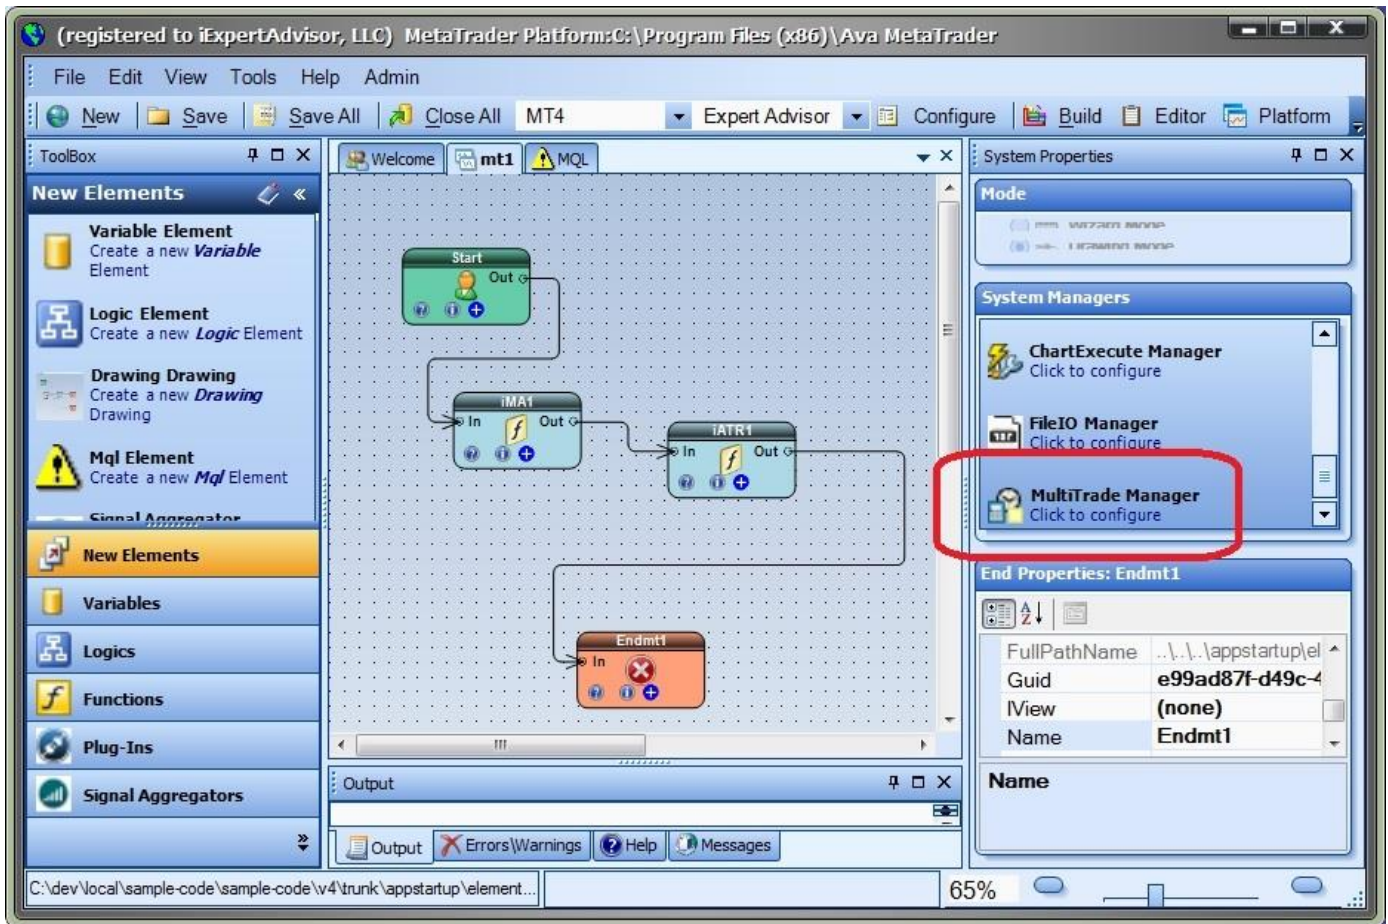 (registered to iExpertAdvisor, LLC)  MetaTrader Platform:C:\Program Files (x86)\Ava MetaTrader
File Edit View Tools Help Admin
New Save Save All Close All MT4 Expert Advisor Configure Build Editor Platform
ToolBox
New Elements
Variable Element
Create a new Variable
Element
Logic Element
Create a new Logic Element
Drawing Drawing
Create a new Drawing
Drawing
Mql Element
Create a new Mql Element
Signal Aggregator
New Elements
Variables
Logics
Functions
Plug-Ins
Signal Aggregators
Welcome mt1 MQL
Start
Out
iMA1
In Out
iATR1
In Out
Endmt1
In
Output
Output Errors\Warnings Help Messages
System Properties
Mode
Wizard Mode
Drawing Mode
System Managers
ChartExecute Manager
Click to configure
FileIO Manager
Click to configure
MultiTrade Manager
Click to configure
End Properties: Endmt1
FullPathName ..\..\..\appstartup\el
Guid e99ad87f-d49c-4
IView (none)
Name Endmt1
Name
C:\dev\local\sample-code\sample-code\v4\trunk\appstartup\element...
65%